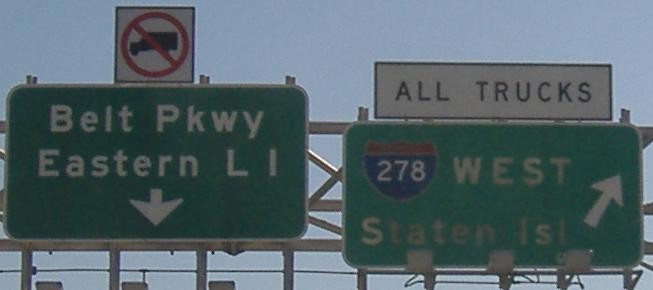 Belt Pkwy
Eastern L I
ALL TRUCKS
278 WEST
Staten Isl